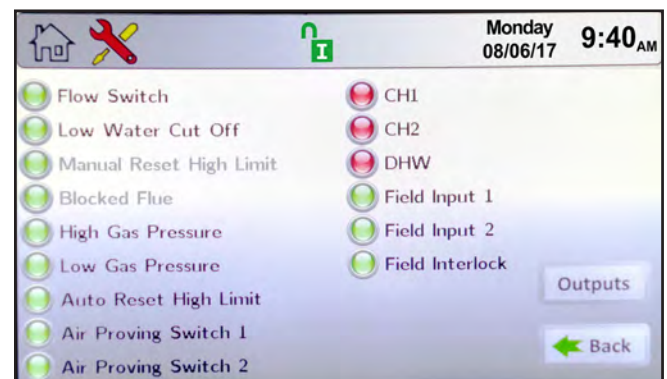 Monday
08/06/17
9:40 AM
I
Flow Switch
Low Water Cut Off
Manual Reset High Limit
Blocked Flue
High Gas Pressure
Low Gas Pressure
Auto Reset High Limit
Air Proving Switch 1
Air Proving Switch 2
CH1
CH2
DHW
Field Input 1
Field Input 2
Field Interlock
Outputs
Back